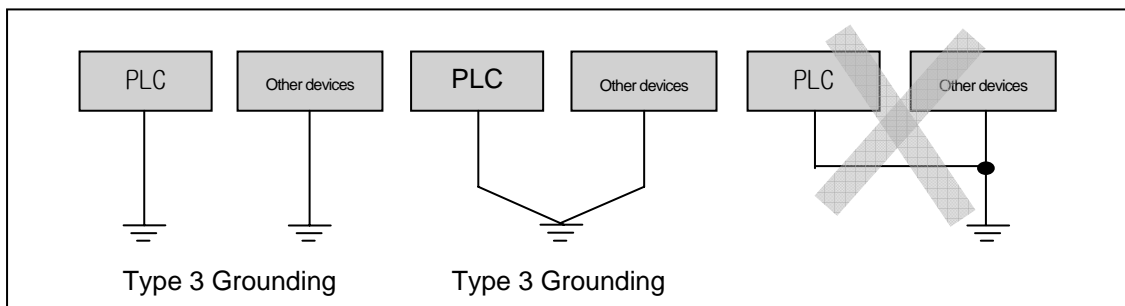 PLC Other devices PLC Other devices PLC Other devices
Type 3 Grounding Type 3 Grounding